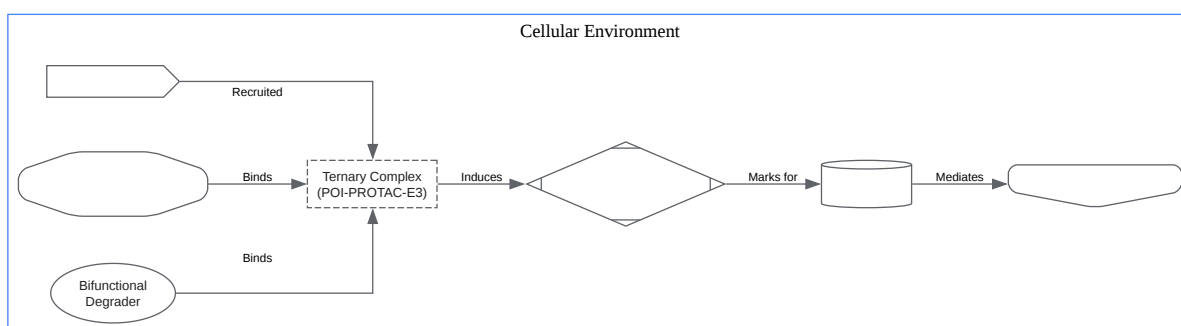 Cellular Environment
Recruited
Binds
Ternary Complex
(POI-PROTAC-E3)
Induces
Marks for
Mediates
Binds
Bifunctional
Degrader